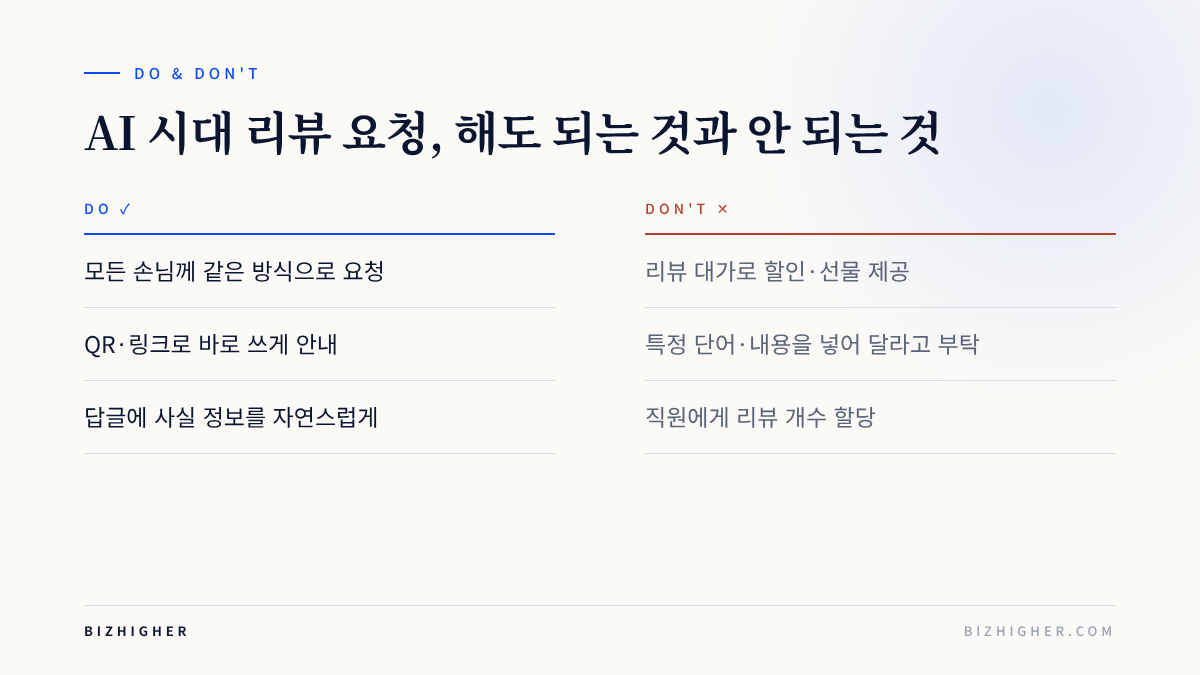 DO & DON'T
AI 시대 리뷰 요청, 해도 되는 것과 안 되는 것
DO ✓
모든 손님께 같은 방식으로 요청
QR·링크로 바로 쓰게 안내
답글에 사실 정보를 자연스럽게
DON'T ×
리뷰 대가로 할인·선물 제공
특정 단어·내용을 넣어 달라고 부탁
직원에게 리뷰 개수 할당
BIZHIGHER
BIZHIGHER.COM